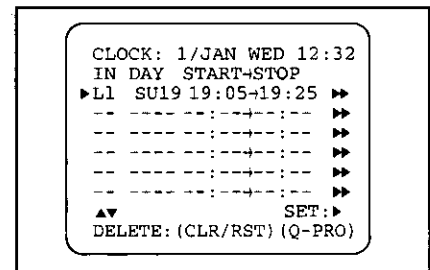 CLOCK: 1/JAN WED 12:32
IN DAY START→STOP
▶L1 SU19 19:05→19:25 ▶▶
-- ---- --:--→--:-- ▶▶
-- ---- --:--→--:-- ▶▶
-- ---- --:--→--:-- ▶▶
-- ---- --:--→--:-- ▶▶
-- ---- --:--→--:-- ▶▶
▲▼ SET:▶
DELETE:(CLR/RST)(Q-PRO)